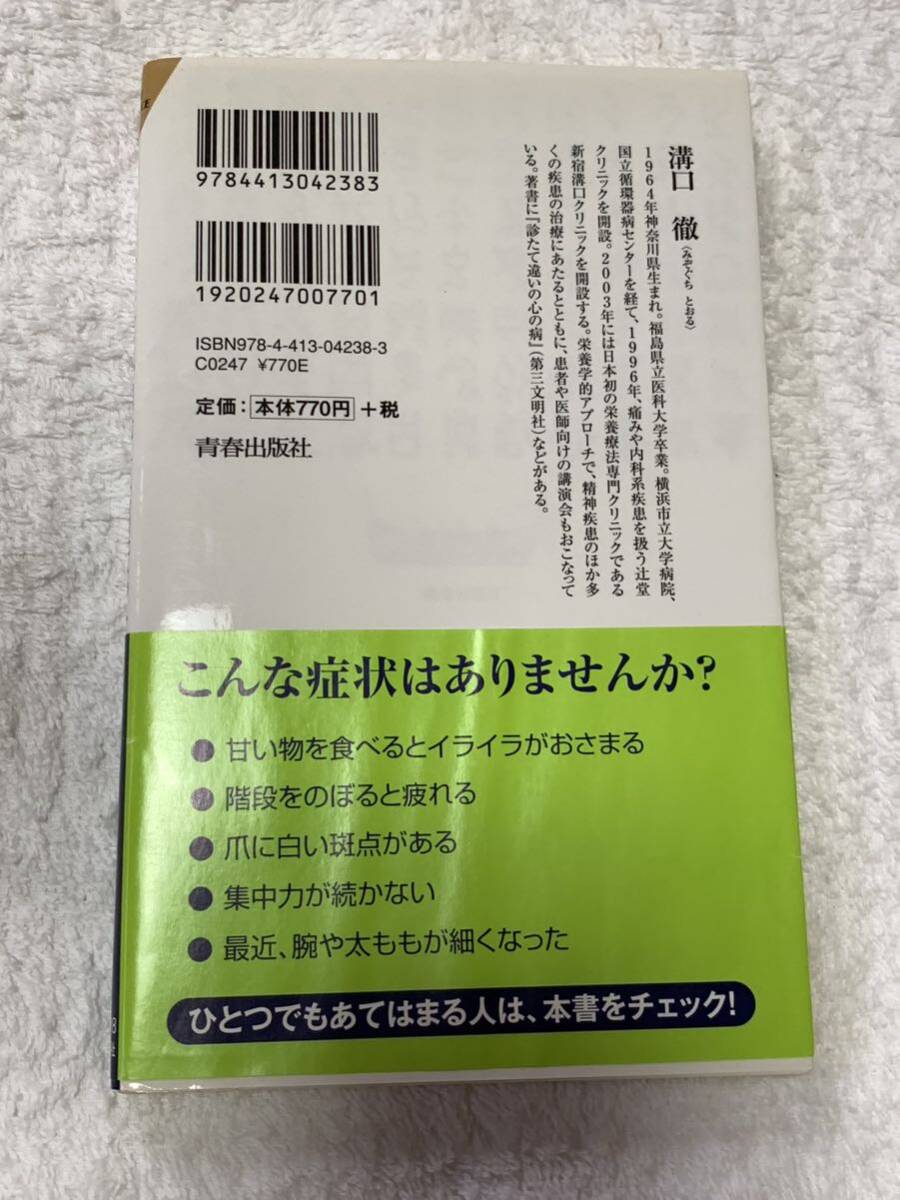 9784413042383
1920247007701
ISBN978-4-413-04238-3
C0247 ¥770E
定価：本体770円＋税
青春出版社
溝口 徹〈みぞぐち とおる〉
1964年神奈川県生まれ。福島県立医科大学卒業。横浜市立大学病院、
国立循環器病センターを経て、1996年、痛みや内科系疾患を扱う辻堂
クリニックを開設。2003年には日本初の栄養療法専門クリニックである
新宿溝口クリニックを開設する。栄養学的アプローチで、精神疾患のほか多
くの疾患の治療にあたるとともに、患者や医師向けの講演会もおこなって
いる。著書に『診たて違いの心の病』（第三文明社）などがある。
こんな症状はありませんか？
● 甘い物を食べるとイライラがおさまる
● 階段をのぼると疲れる
● 爪に白い斑点がある
● 集中力が続かない
● 最近、腕や太ももが細くなった
ひとつでもあてはまる人は、本書をチェック！